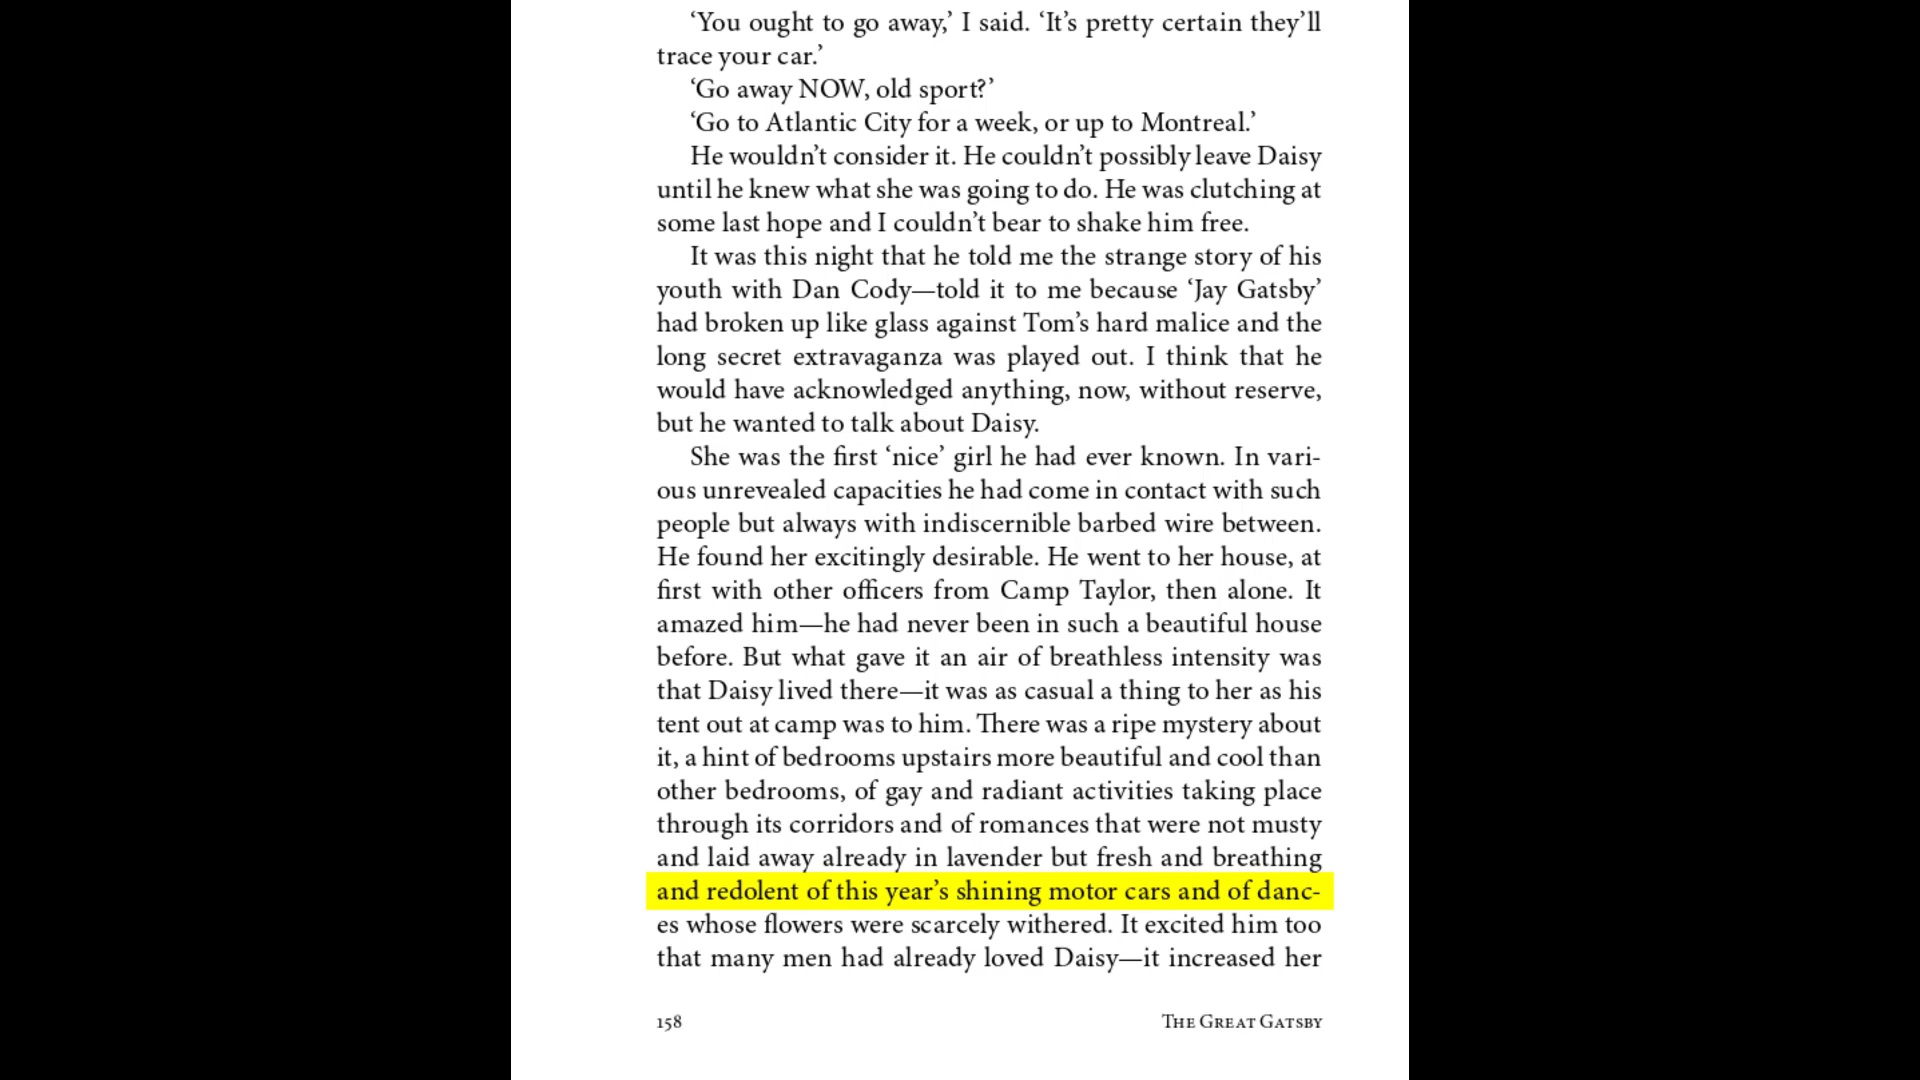 ‘You ought to go away,’ I said. ‘It’s pretty certain they’ll
trace your car.’
‘Go away NOW, old sport?’
‘Go to Atlantic City for a week, or up to Montreal.’
He wouldn’t consider it. He couldn’t possibly leave Daisy
until he knew what she was going to do. He was clutching at
some last hope and I couldn’t bear to shake him free.
It was this night that he told me the strange story of his
youth with Dan Cody—told it to me because ‘Jay Gatsby’
had broken up like glass against Tom’s hard malice and the
long secret extravaganza was played out. I think that he
would have acknowledged anything, now, without reserve,
but he wanted to talk about Daisy.
She was the first ‘nice’ girl he had ever known. In vari-
ous unrevealed capacities he had come in contact with such
people but always with indiscernible barbed wire between.
He found her excitingly desirable. He went to her house, at
first with other officers from Camp Taylor, then alone. It
amazed him—he had never been in such a beautiful house
before. But what gave it an air of breathless intensity was
that Daisy lived there—it was as casual a thing to her as his
tent out at camp was to him. There was a ripe mystery about
it, a hint of bedrooms upstairs more beautiful and cool than
other bedrooms, of gay and radiant activities taking place
through its corridors and of romances that were not musty
and laid away already in lavender but fresh and breathing
and redolent of this year’s shining motor cars and of danc-
es whose flowers were scarcely withered. It excited him too
that many men had already loved Daisy—it increased her
158
The Great Gatsby